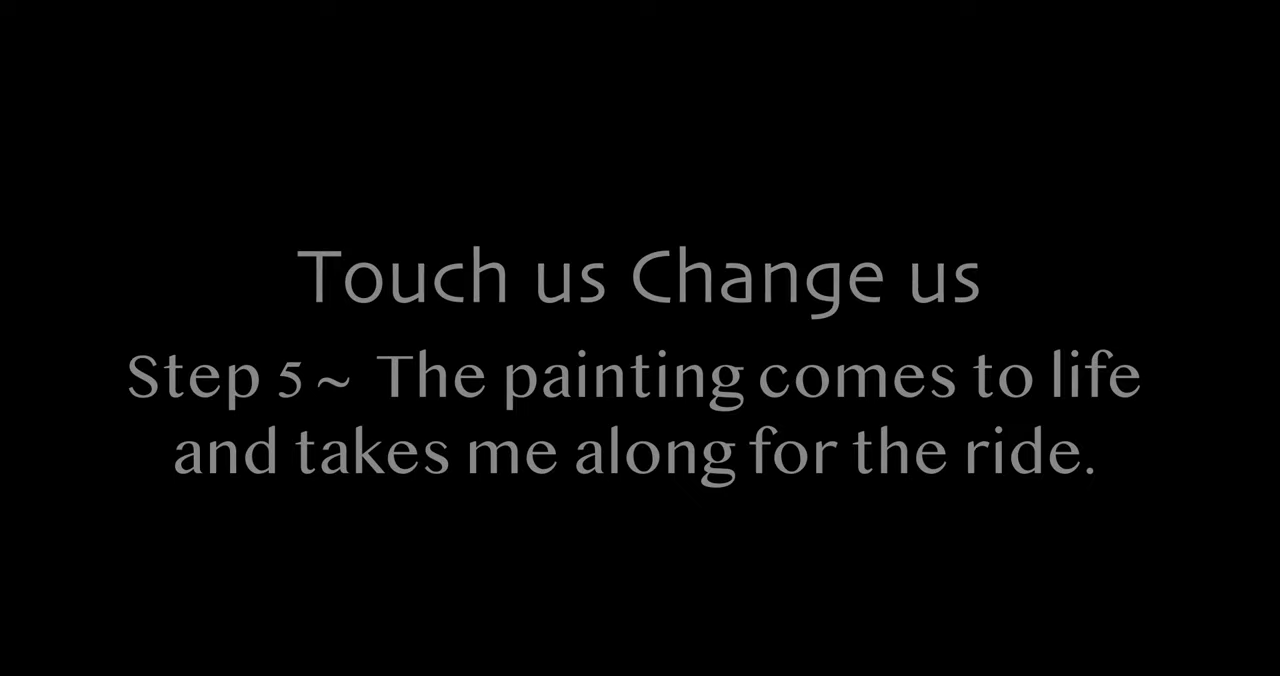 Touch us Change us
Step 5 ~ The painting comes to life
and takes me along for the ride.